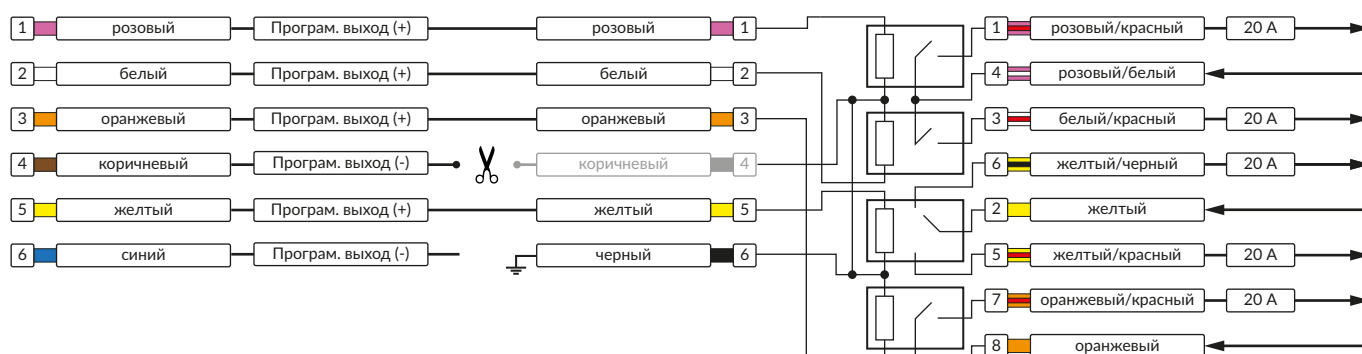 1 розовый Програм. выход (+) розовый 1 1 розовый/красный 20 A
2 белый Програм. выход (+) белый 2 4 розовый/белый
3 оранжевый Програм. выход (+) оранжевый 3 3 белый/красный 20 A
4 коричневый Програм. выход (-) коричневый 4 6 желтый/черный 20 A
5 желтый Програм. выход (+) желтый 5 2 желтый
6 синий Програм. выход (-) черный 6 5 желтый/красный 20 A
7 оранжевый/красный 20 A
8 оранжевый